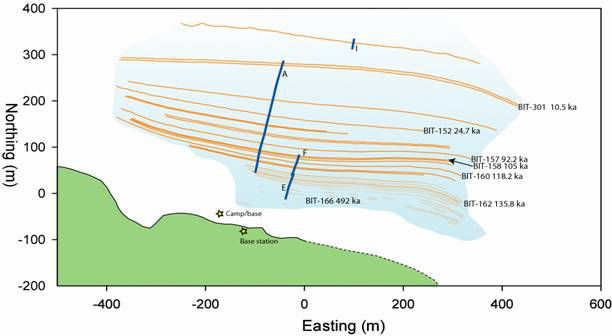 400
300
200
100
0
-100
-200
Northing (m)
I
A
BIT-301 10.5 ka
BIT-152 24.7 ka
F
BIT-157 92.2 ka
BIT-158 105 ka
BIT-160 118.2 ka
E
BIT-166 492 ka
BIT-162 135.8 ka
Camp/base
Base station
-400
-200
0
200
400
600
Easting (m)